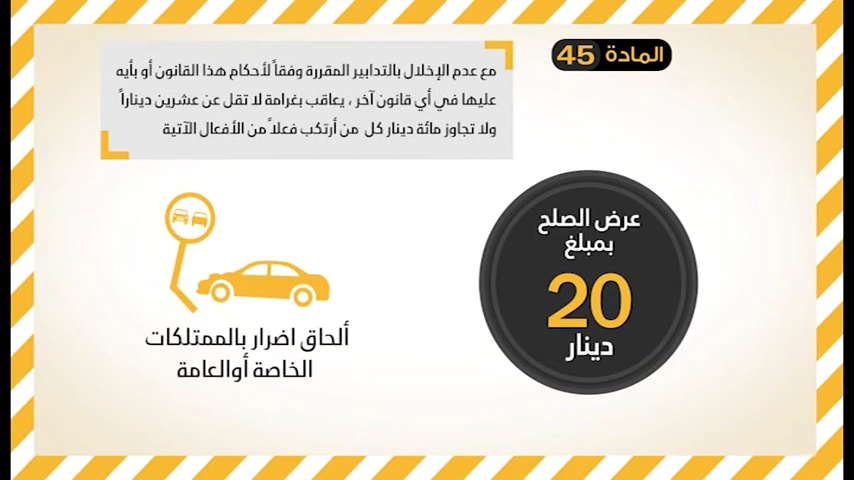 المادة 45
مع عدم الإخلال بالتدابير المقررة وفقاً لأحكام هذا القانون أو بأيه
عليها في أي قانون آخر ، يعاقب بغرامة لا تقل عن عشرين ديناراً
ولا تجاوز مائة دينار كل من أرتكب فعلاً من الأفعال الآتية
عرض الصلح
بمبلغ
20
دينار
ألحاق اضرار بالممتلكات
الخاصة أوالعامة